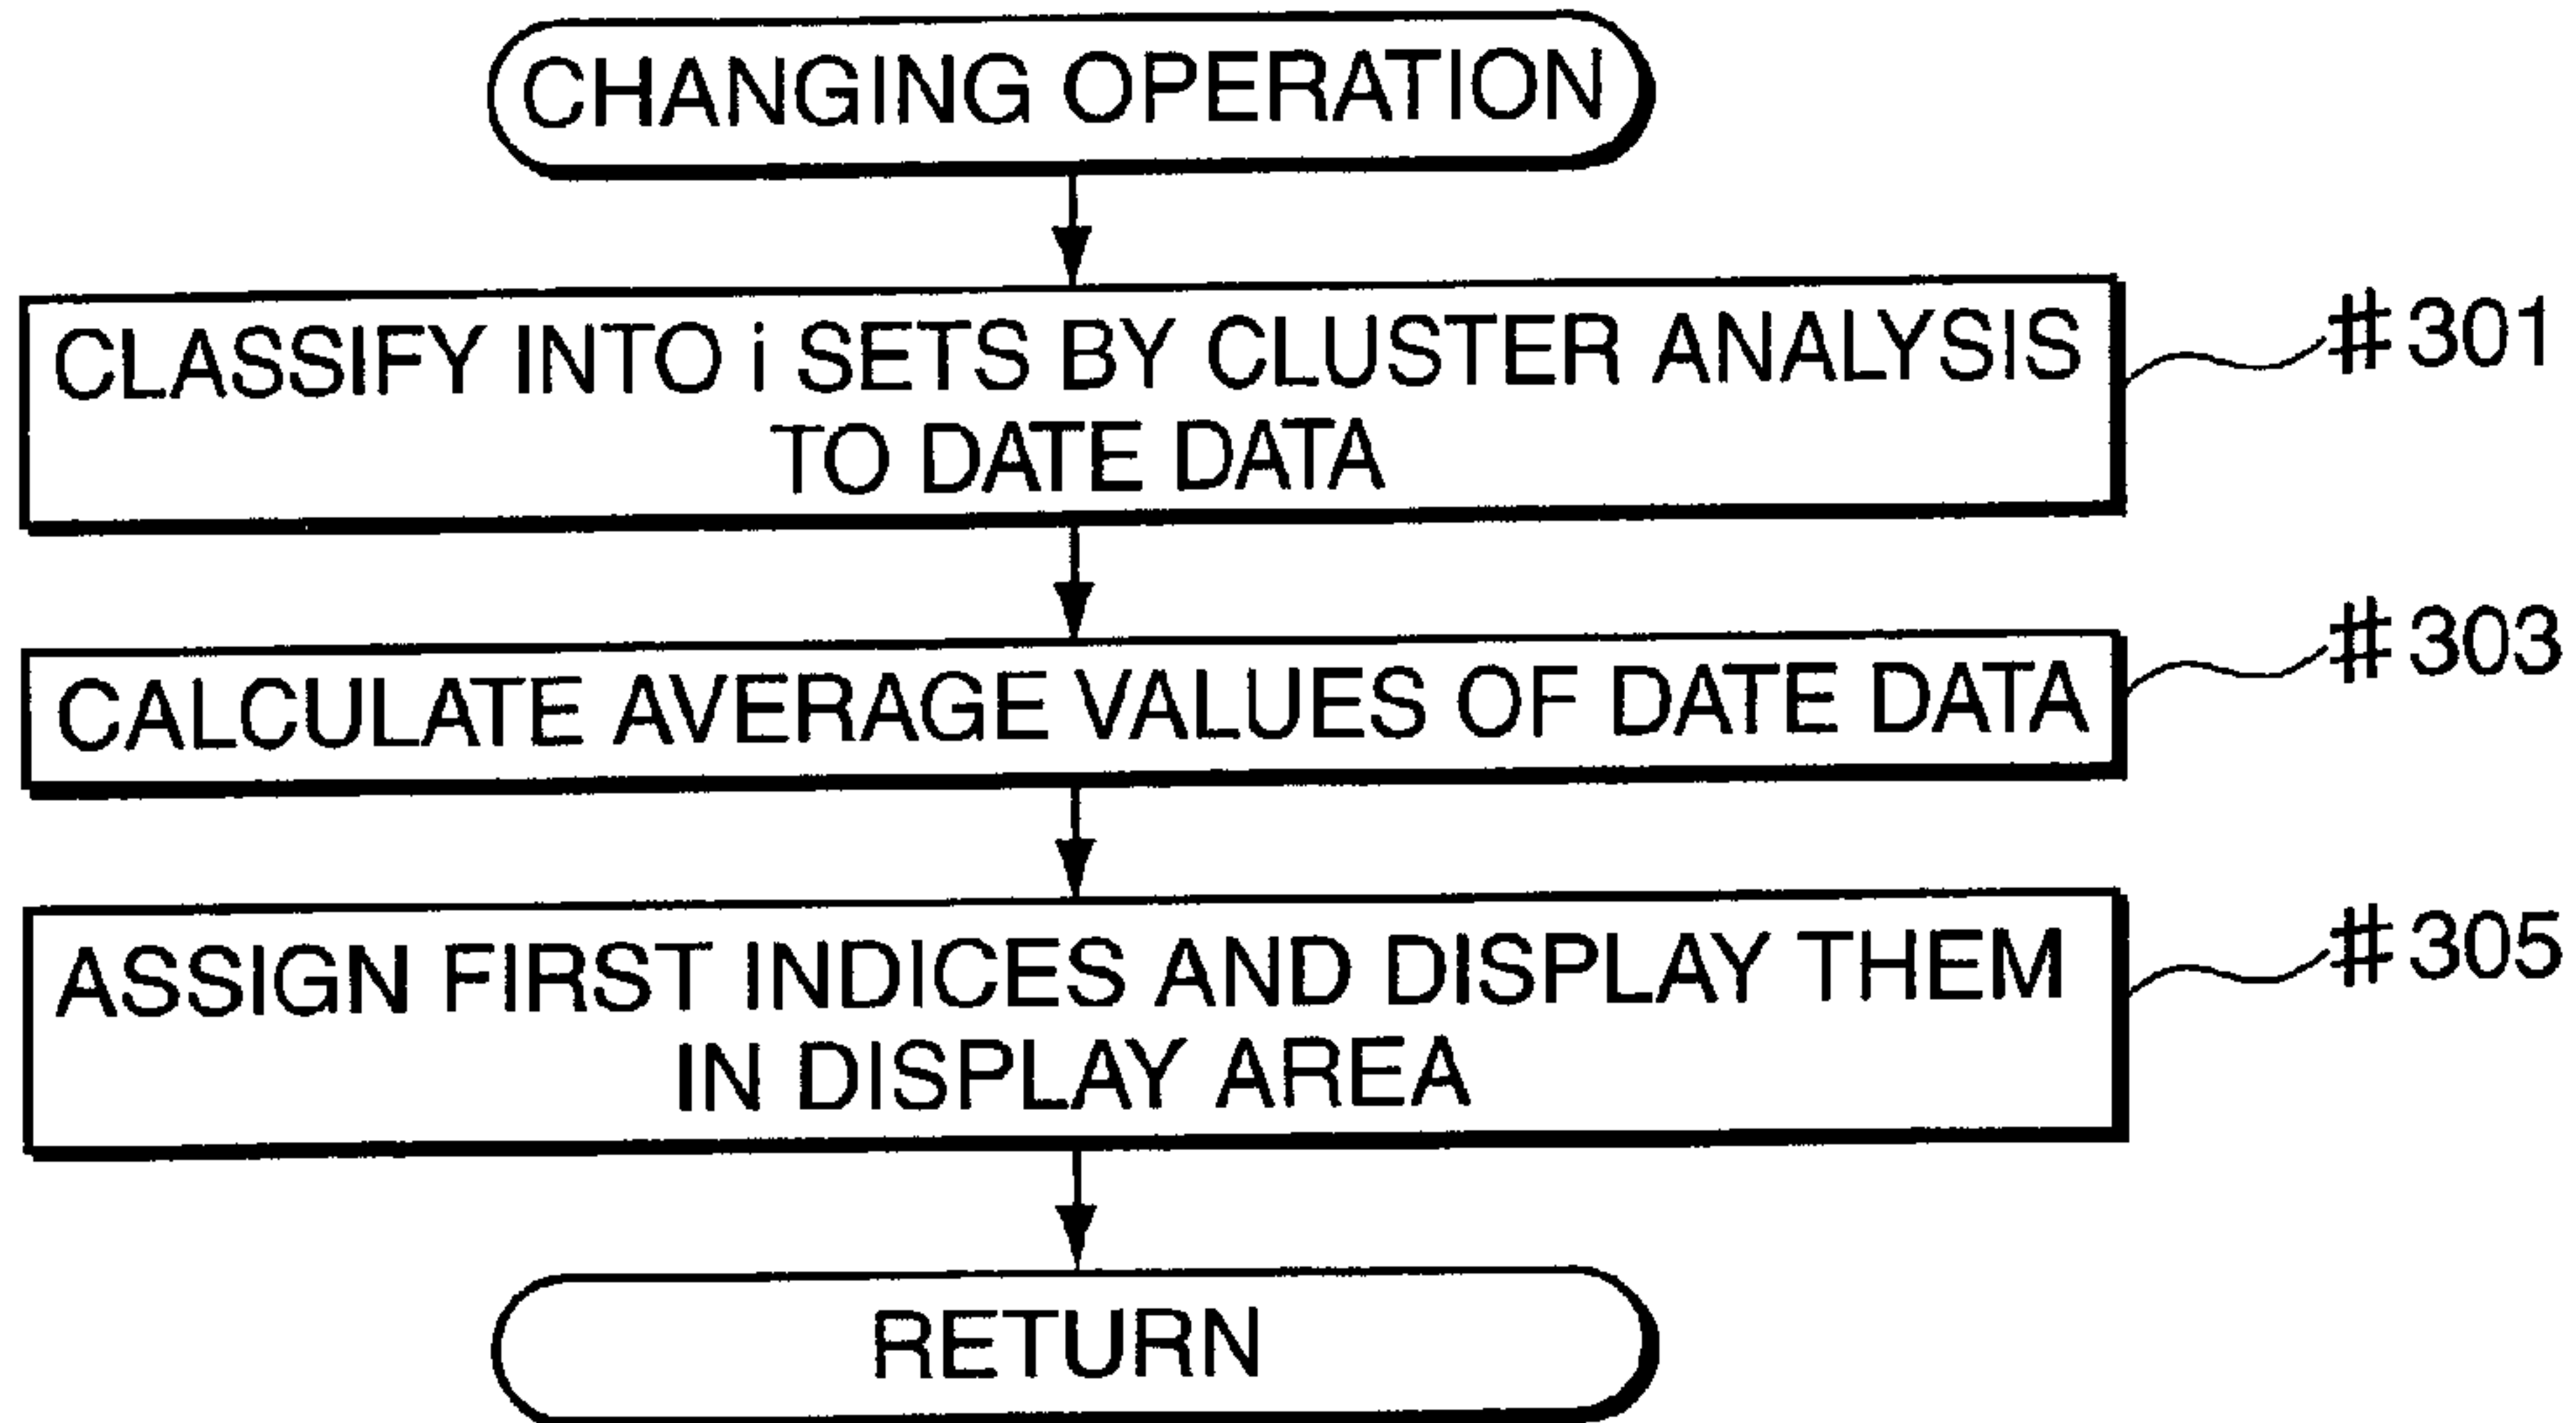 CHANGING OPERATION
CLASSIFY INTO i SETS BY CLUSTER ANALYSIS
TO DATE DATA
#301
CALCULATE AVERAGE VALUES OF DATE DATA
#303
ASSIGN FIRST INDICES AND DISPLAY THEM
IN DISPLAY AREA
#305
RETURN